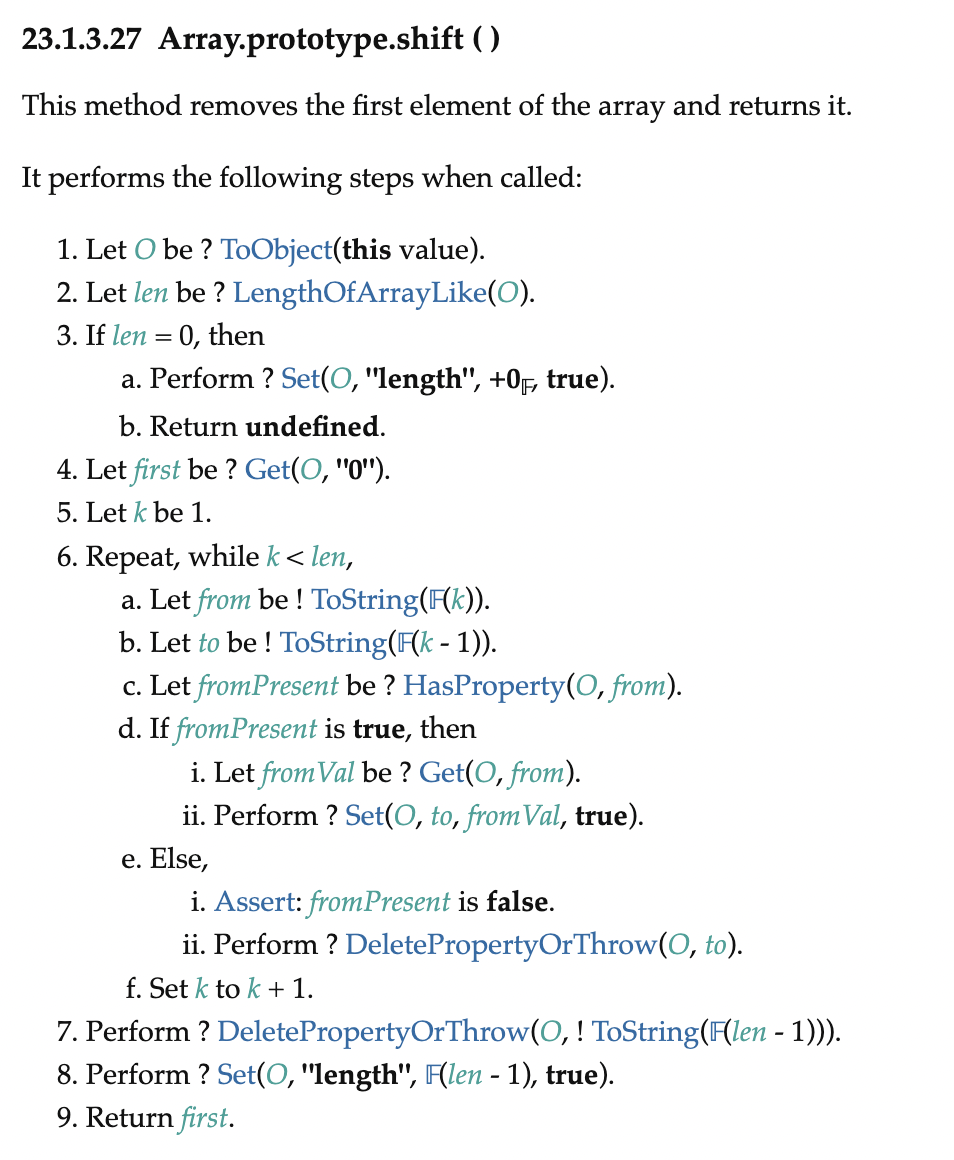 23.1.3.27 Array.prototype.shift ( )
This method removes the first element of the array and returns it.
It performs the following steps when called:
1. Let O be ? ToObject(this value).
2. Let len be ? LengthOfArrayLike(O).
3. If len = 0, then
a. Perform ? Set(O, "length", +0𝔽, true).
b. Return undefined.
4. Let first be ? Get(O, "0").
5. Let k be 1.
6. Repeat, while k < len,
a. Let from be ! ToString(𝔽(k)).
b. Let to be ! ToString(𝔽(k - 1)).
c. Let fromPresent be ? HasProperty(O, from).
d. If fromPresent is true, then
i. Let fromVal be ? Get(O, from).
ii. Perform ? Set(O, to, fromVal, true).
e. Else,
i. Assert: fromPresent is false.
ii. Perform ? DeletePropertyOrThrow(O, to).
f. Set k to k + 1.
7. Perform ? DeletePropertyOrThrow(O, ! ToString(𝔽(len - 1))).
8. Perform ? Set(O, "length", 𝔽(len - 1), true).
9. Return first.